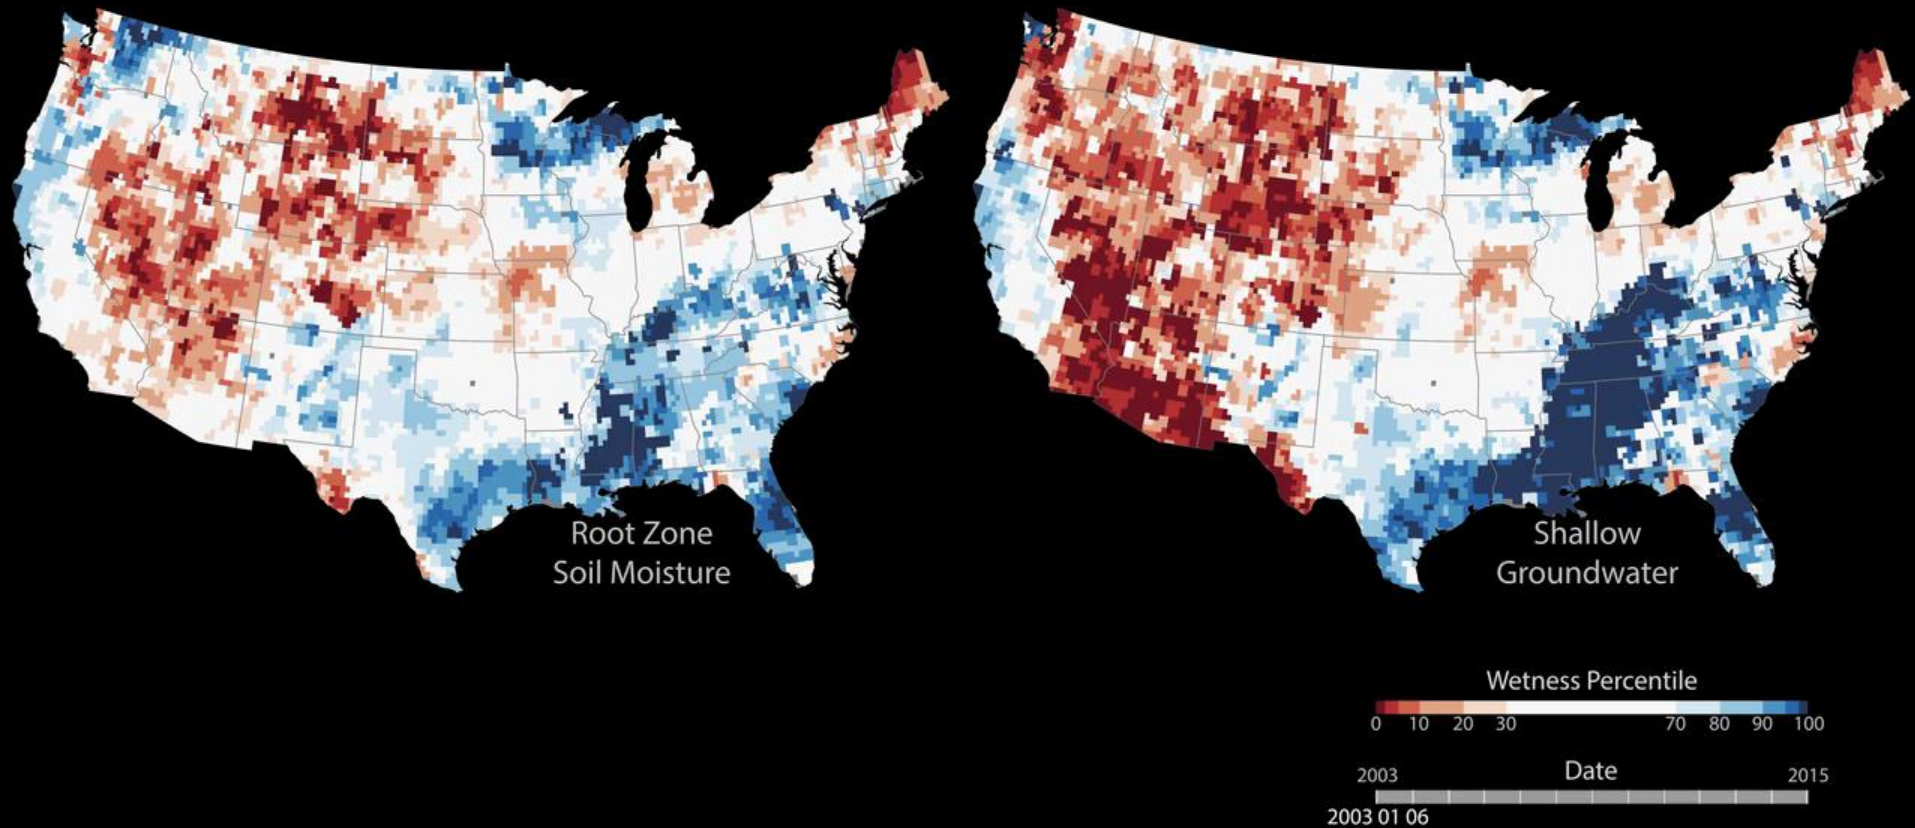 Root Zone
Soil Moisture
Shallow
Groundwater
Wetness Percentile
0 10 20 30 70 80 90 100
2003 Date 2015
2003 01 06